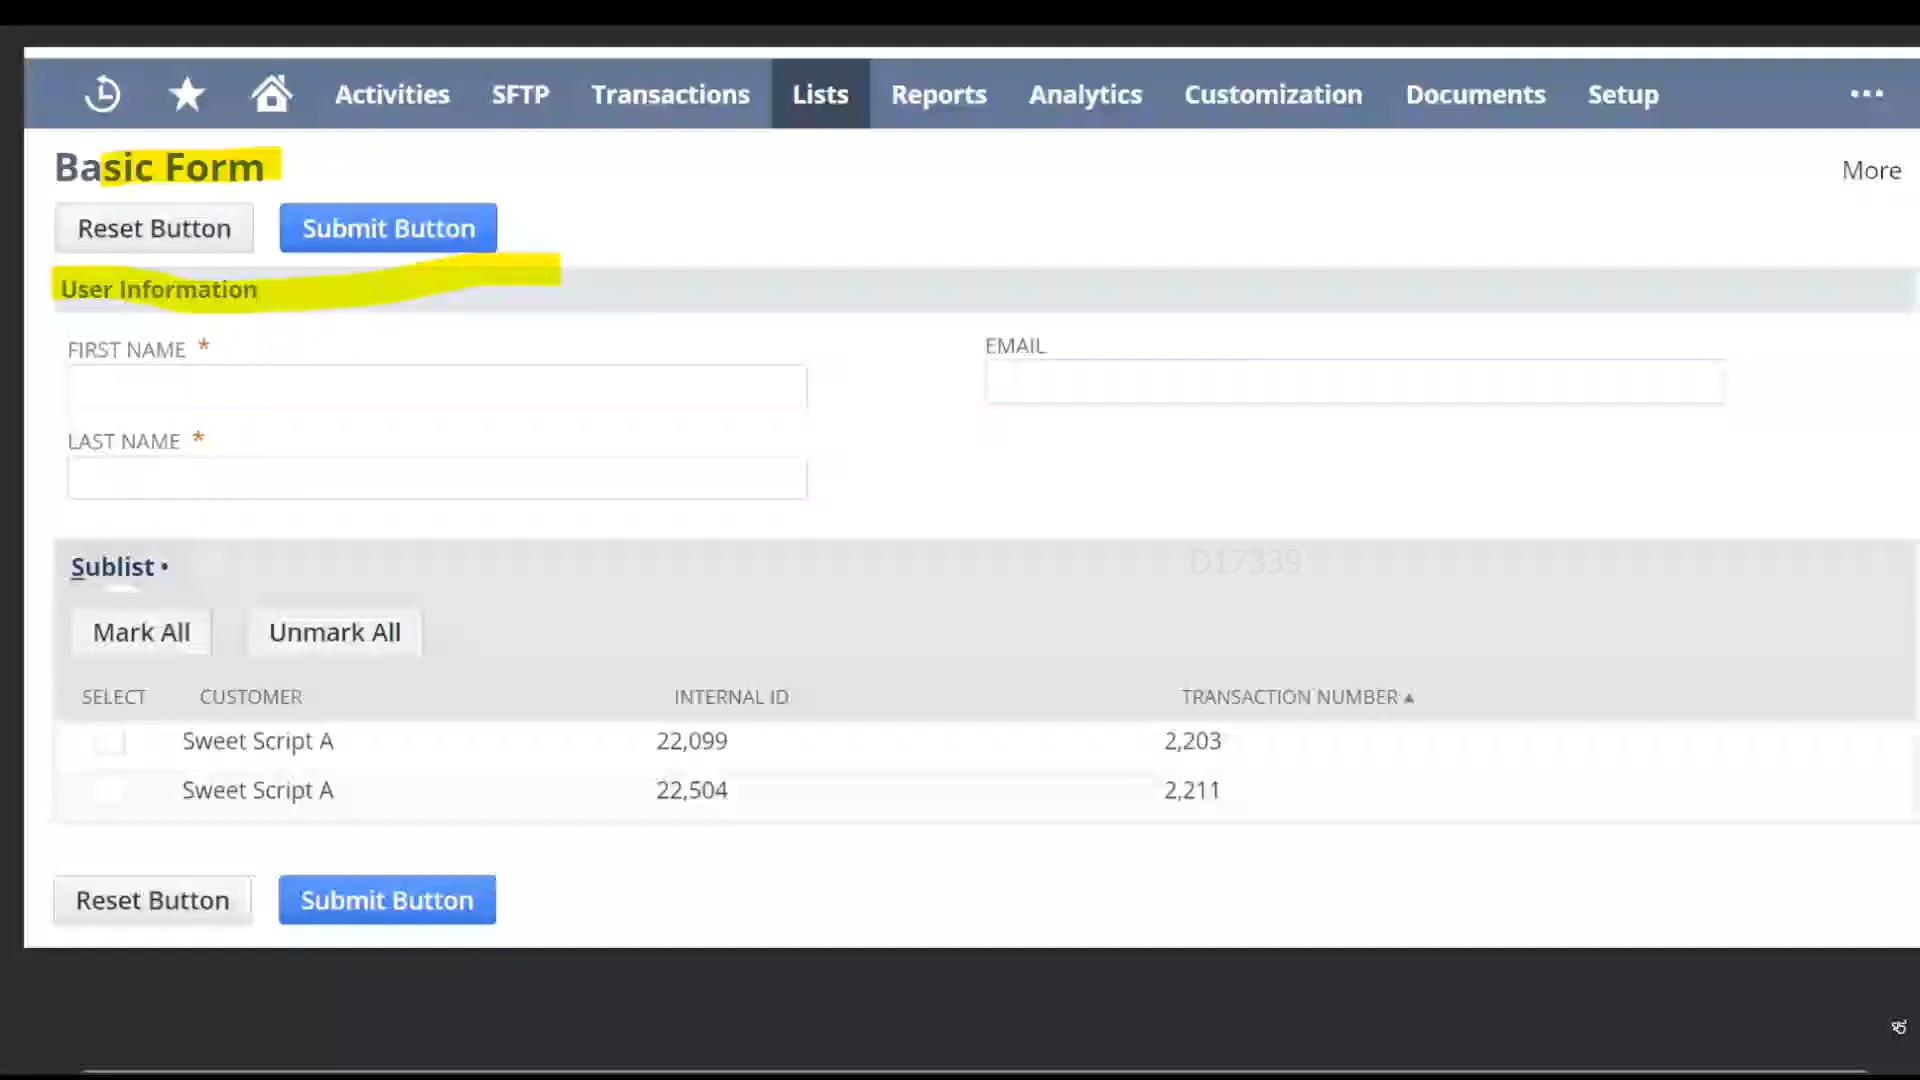 Activities SFTP Transactions Lists Reports Analytics Customization Documents Setup
Basic Form
More
Reset Button Submit Button
User Information
FIRST NAME *
EMAIL
LAST NAME *
Sublist •
D17339
Mark All Unmark All
SELECT CUSTOMER INTERNAL ID TRANSACTION NUMBER ▲
Sweet Script A 22,099 2,203
Sweet Script A 22,504 2,211
Reset Button Submit Button